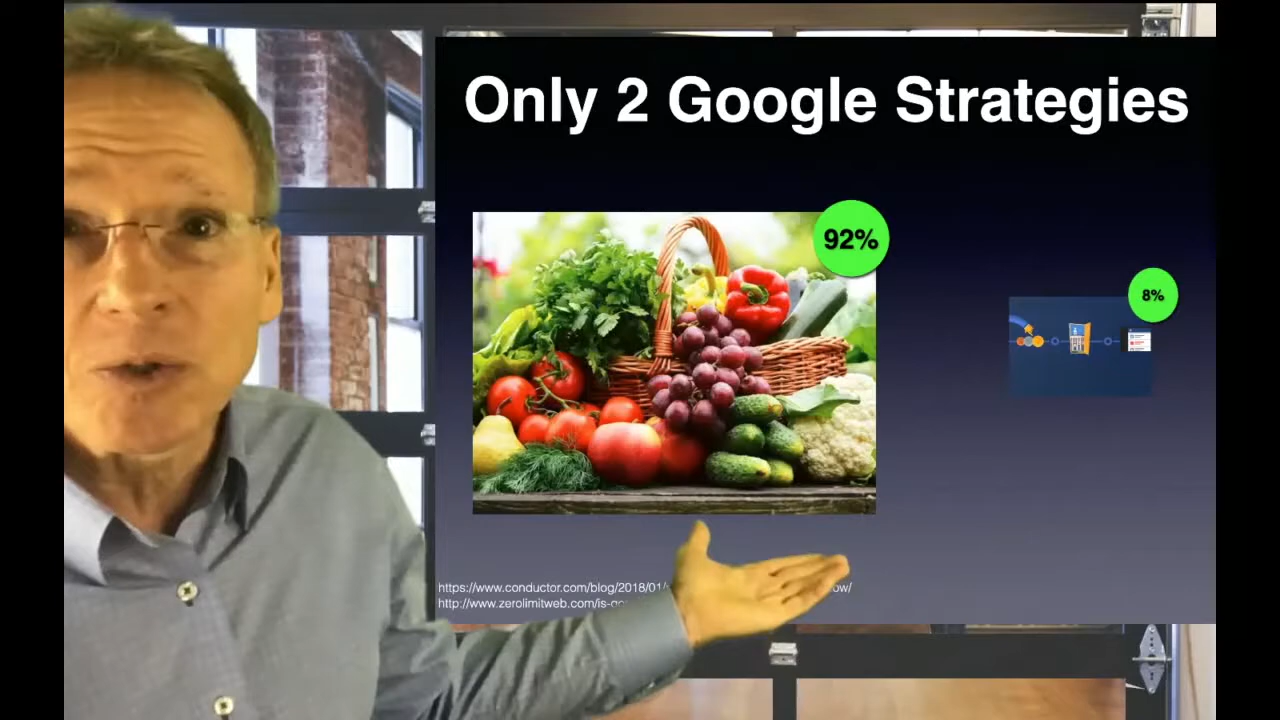 Only 2 Google Strategies
92%
8%
https://www.conductor.com/blog/2018/01/
http://www.zerolimitweb.com/is-